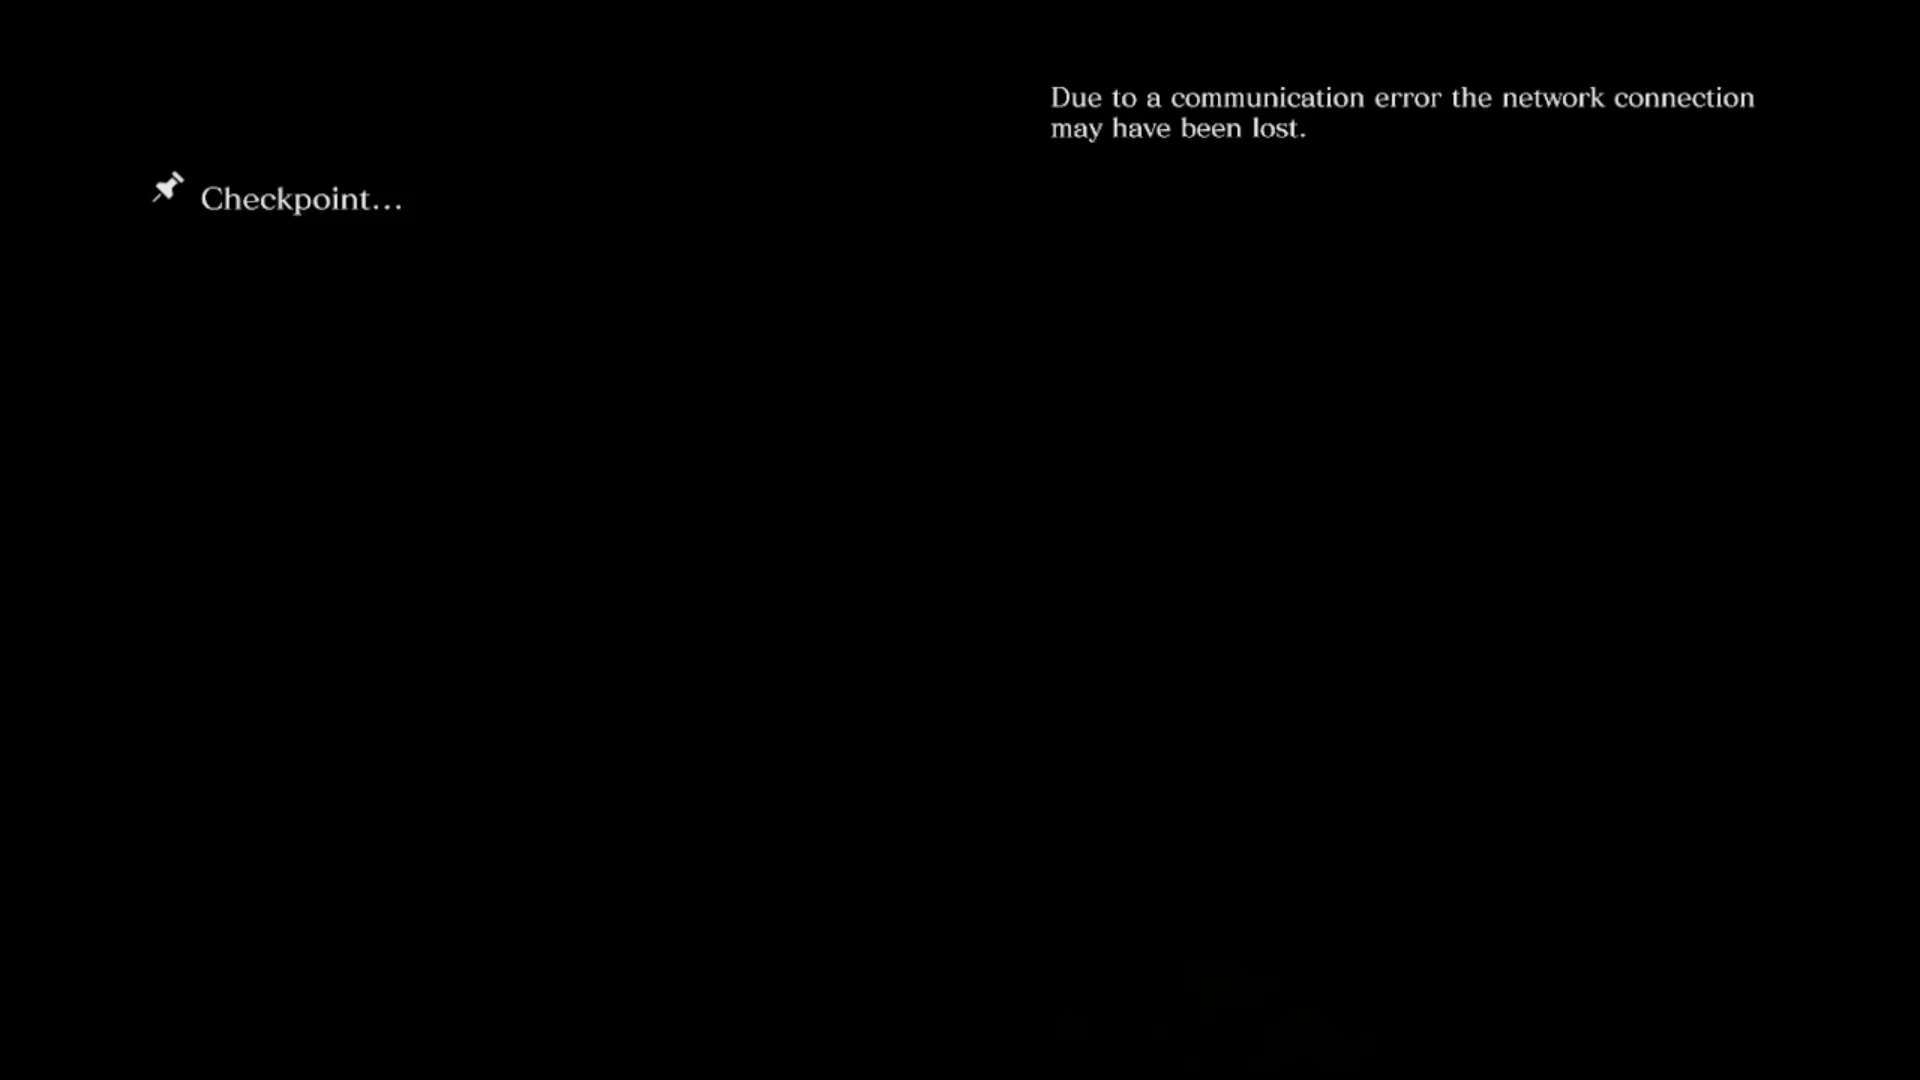 Due to a communication error the network connection
may have been lost.
Checkpoint...